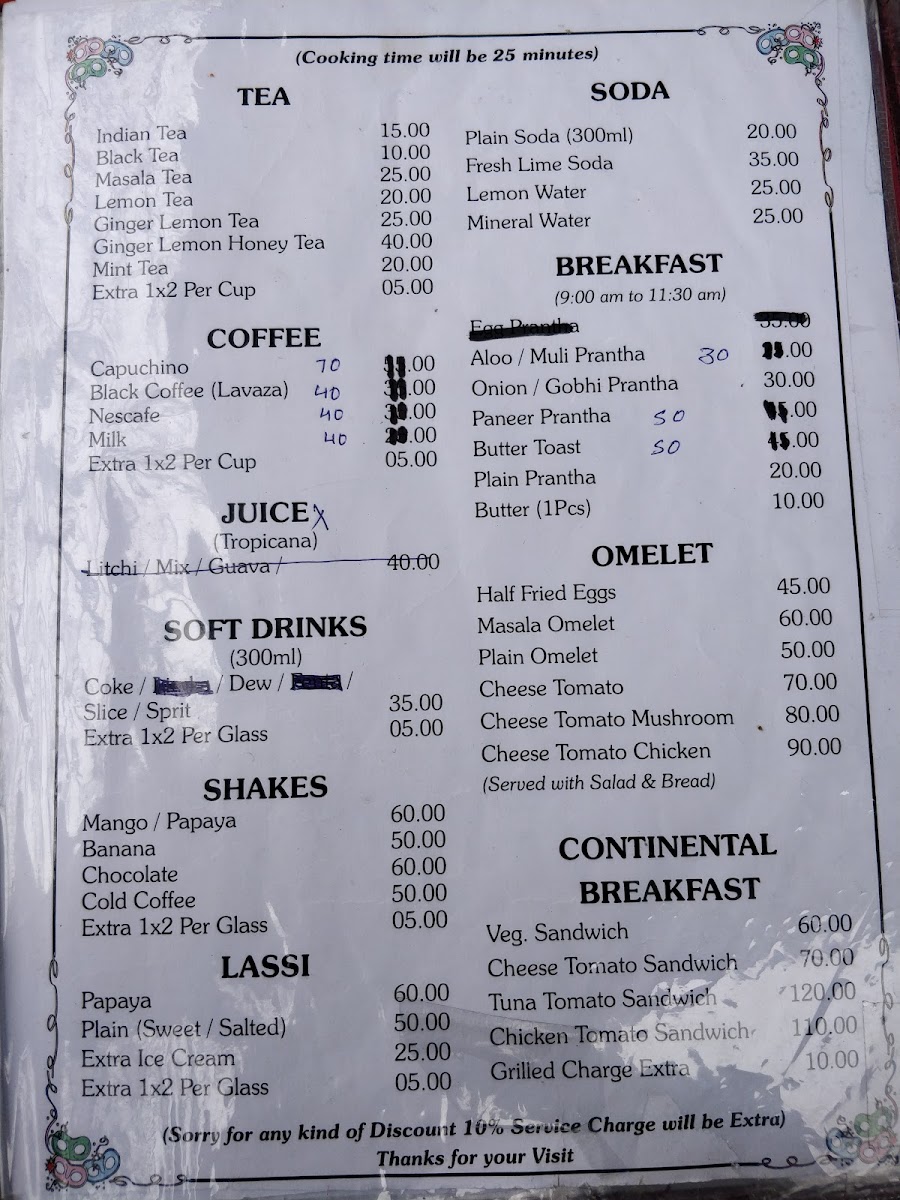 (Cooking time will be 25 minutes)
TEA
Indian Tea 15.00
Black Tea 10.00
Masala Tea 25.00
Lemon Tea 20.00
Ginger Lemon Tea 25.00
Ginger Lemon Honey Tea 40.00
Mint Tea 20.00
Extra 1x2 Per Cup 05.00
COFFEE
Capuchino 70 .00
Black Coffee (Lavaza) 40 .00
Nescafe 40 .00
Milk 40 .00
Extra 1x2 Per Cup 05.00
JUICE X
(Tropicana)
Litchi / Mix / Guava / 40.00
SOFT DRINKS
(300ml)
Coke / / Dew / /
Slice / Sprit 35.00
Extra 1x2 Per Glass 05.00
SHAKES
Mango / Papaya 60.00
Banana 50.00
Chocolate 60.00
Cold Coffee 50.00
Extra 1x2 Per Glass 05.00
LASSI
Papaya 60.00
Plain (Sweet / Salted) 50.00
Extra Ice Cream 25.00
Extra 1x2 Per Glass 05.00
SODA
Plain Soda (300ml) 20.00
Fresh Lime Soda 35.00
Lemon Water 25.00
Mineral Water 25.00
BREAKFAST
(9:00 am to 11:30 am)
Egg Prantha 35.00
Aloo / Muli Prantha 30 .00
Onion / Gobhi Prantha 30.00
Paneer Prantha 50 .00
Butter Toast 50 .00
Plain Prantha 20.00
Butter (1Pcs) 10.00
OMELET
Half Fried Eggs 45.00
Masala Omelet 60.00
Plain Omelet 50.00
Cheese Tomato 70.00
Cheese Tomato Mushroom 80.00
Cheese Tomato Chicken 90.00
(Served with Salad & Bread)
CONTINENTAL
BREAKFAST
Veg. Sandwich 60.00
Cheese Tomato Sandwich 70.00
Tuna Tomato Sandwich 120.00
Chicken Tomato Sandwich 110.00
Grilled Charge Extra 10.00
(Sorry for any kind of Discount 10% Service Charge will be Extra)
Thanks for your Visit